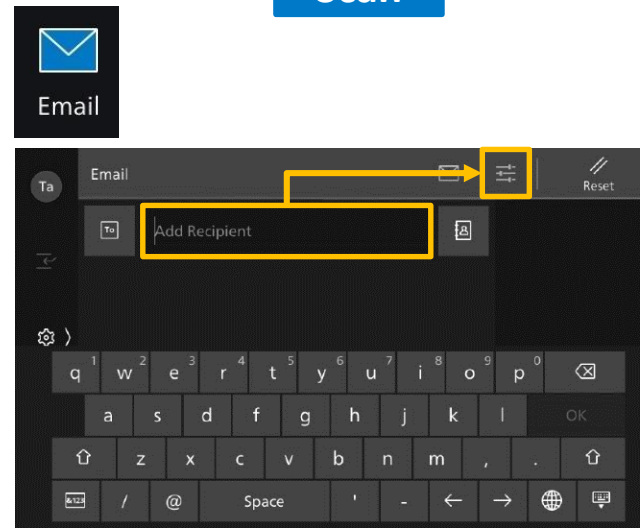 Scan
Email
Ta
Email
Reset
To
Add Recipient
q 1 w 2 e 3 r 4 t 5 y 6 u 7 i 8 o 9 p 0
a s d f g h j k l OK
z x c v b n m , .
&123 / @ Space ' - ← →